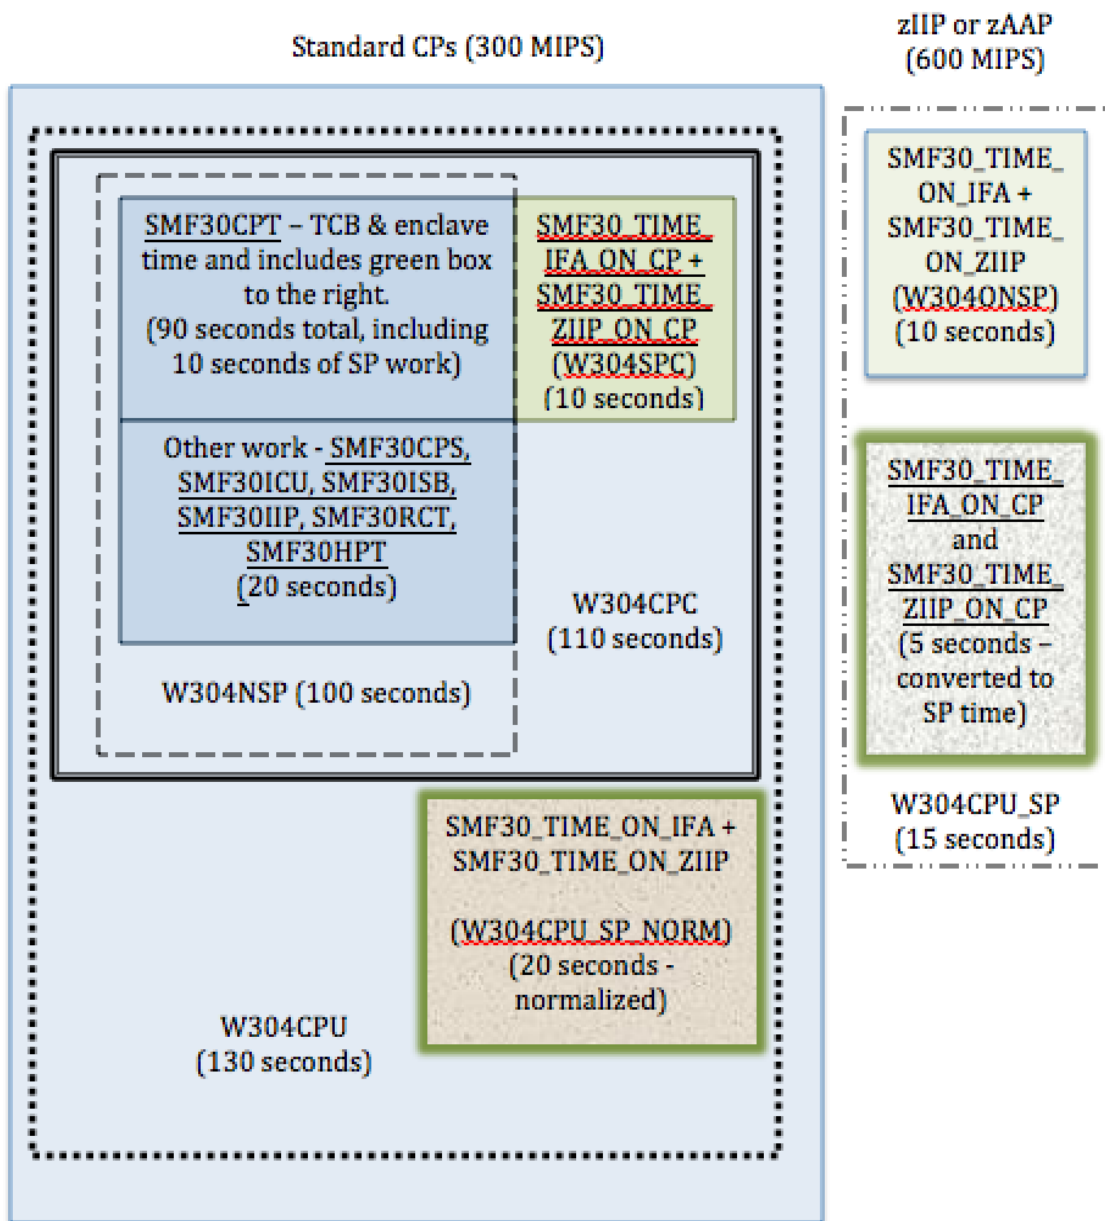 Standard CPs (300 MIPS)
zIIP or zAAP
(600 MIPS)
SMF30CPT – TCB & enclave
time and includes green box
to the right.
(90 seconds total, including
10 seconds of SP work)
SMF30_TIME_
IFA_ON_CP +
SMF30_TIME_
ZIIP_ON_CP
(W304SPC)
(10 seconds)
Other work - SMF30CPS,
SMF30ICU, SMF30ISB,
SMF30IIP, SMF30RCT,
SMF30HPT
(20 seconds)
W304CPC
(110 seconds)
W304NSP (100 seconds)
SMF30_TIME_ON_IFA +
SMF30_TIME_ON_ZIIP
(W304CPU_SP_NORM)
(20 seconds -
normalized)
W304CPU
(130 seconds)
SMF30_TIME_
ON_IFA +
SMF30_TIME_
ON_ZIIP
(W304ONSP)
(10 seconds)
SMF30_TIME_
IFA_ON_CP
and
SMF30_TIME_
ZIIP_ON_CP
(5 seconds –
converted to
SP time)
W304CPU_SP
(15 seconds)